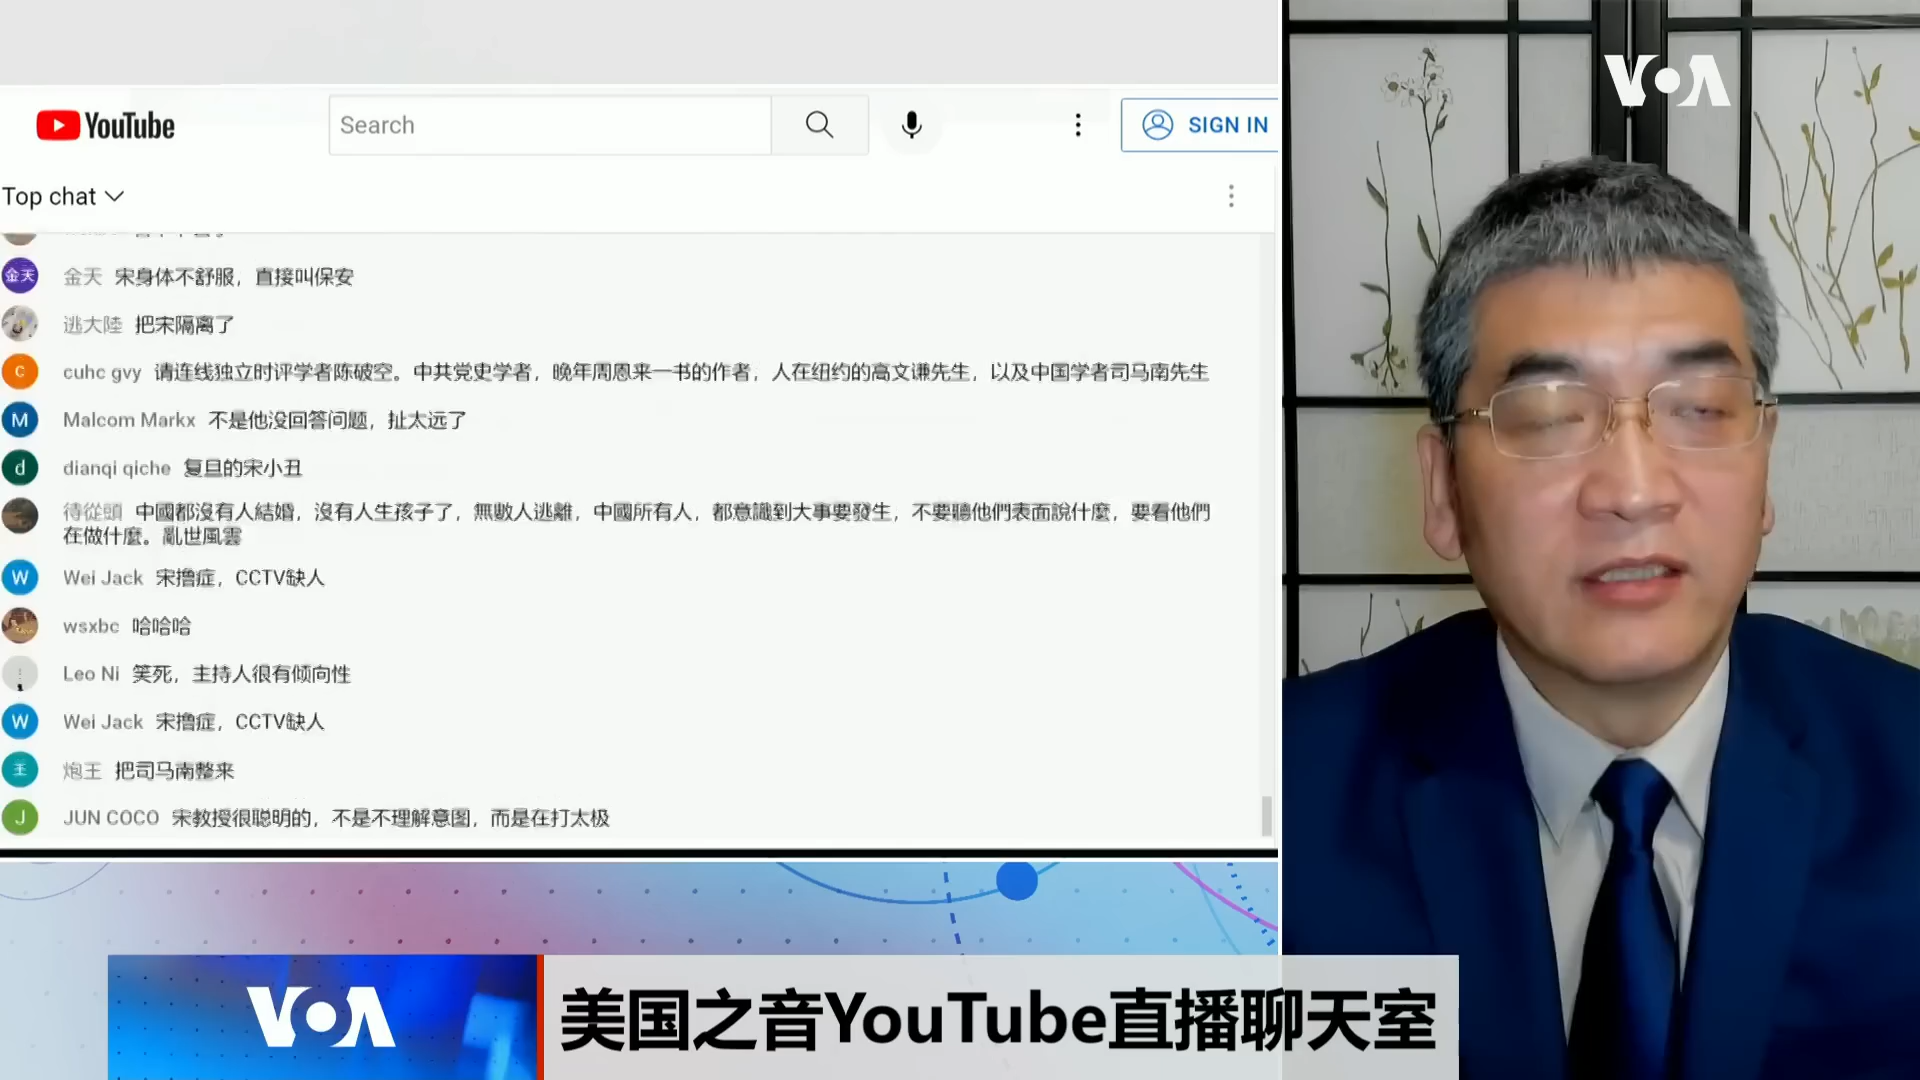 YouTube
Search
SIGN IN
VOA
Top chat
金天 金天 宋身体不舒服，直接叫保安
逃大陸 把宋隔离了
c cuhc gvy 请连线独立时评学者陈破空。中共党史学者，晚年周恩来一书的作者，人在纽约的高文谦先生，以及中国学者司马南先生
M Malcom Markx 不是他没回答问题，扯太远了
d dianqi qiche 复旦的宋小丑
待從頭 中國都沒有人結婚，沒有人生孩子了，無數人逃離，中國所有人，都意識到大事要發生，不要聽他們表面說什麼，要看他們
在做什麼。亂世風雲
W Wei Jack 宋撸症，CCTV缺人
wsxbc 哈哈哈
Leo Ni 笑死，主持人很有倾向性
W Wei Jack 宋撸症，CCTV缺人
王 炮王 把司马南整来
J JUN COCO 宋教授很聪明的，不是不理解意图，而是在打太极
VOA
美国之音YouTube直播聊天室